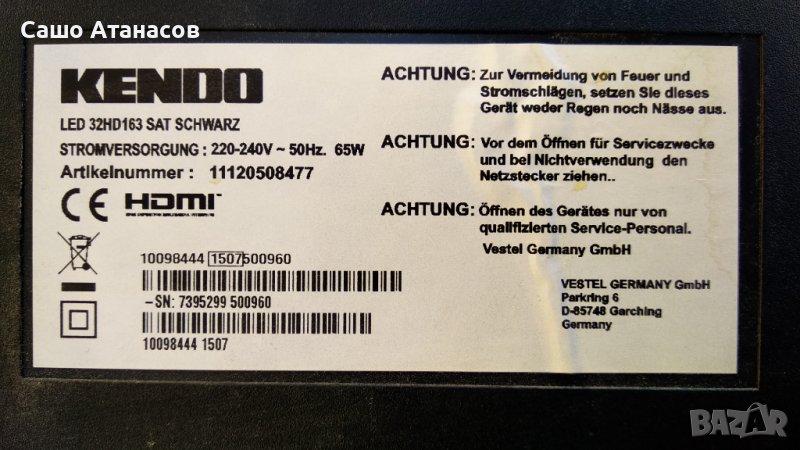 Сашо Атанасов
KENDO
LED 32HD163 SAT SCHWARZ
STROMVERSORGUNG : 220-240V ~ 50Hz. 65W
Artikelnummer : 11120508477
CE HDMI
10098444 1507 500960
-SN: 7395299 500960
10098444 1507
ACHTUNG: Zur Vermeidung von Feuer und
Stromschlägen, setzen Sie dieses
Gerät weder Regen noch Nässe aus.
ACHTUNG: Vor dem Öffnen für Servicezwecke
und bei Nichtverwendung den
Netzstecker ziehen..
ACHTUNG: Öffnen des Gerätes nur von
qualifizierten Service-Personal.
Vestel Germany GmbH
VESTEL GERMANY GmbH
Parkring 6
D-85748 Garching
Germany
BAZAR